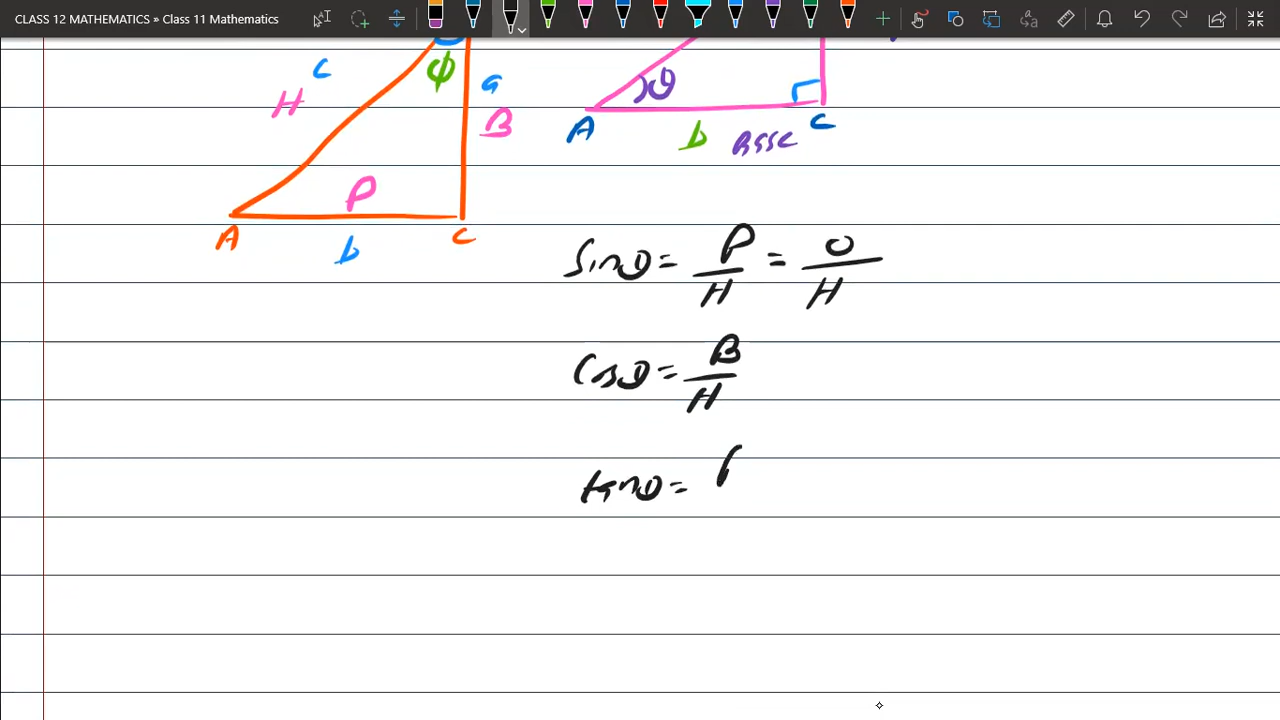 CLASS 12 MATHEMATICS » Class 11 Mathematics
c φ a θ
H B
A b Base C
P
A b C
Sinθ = P/H = O/H
Cosθ = B/H
tanθ =